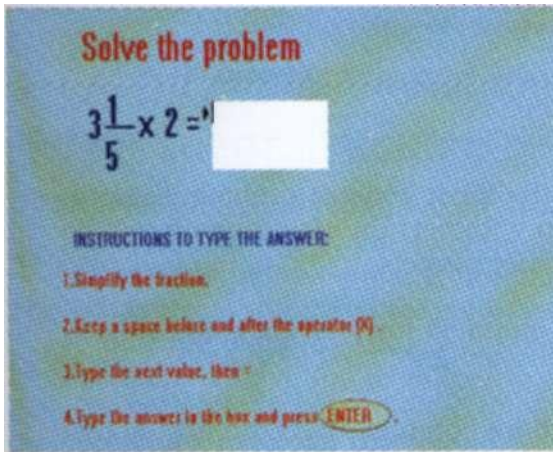 Solve the problem
3 1/5 x 2 =
INSTRUCTIONS TO TYPE THE ANSWER:
1.Simplify the fraction.
2.Keep a space before and after the operator (X) .
3.Type the next value, then =
4.Type the answer in the box and press ENTER .